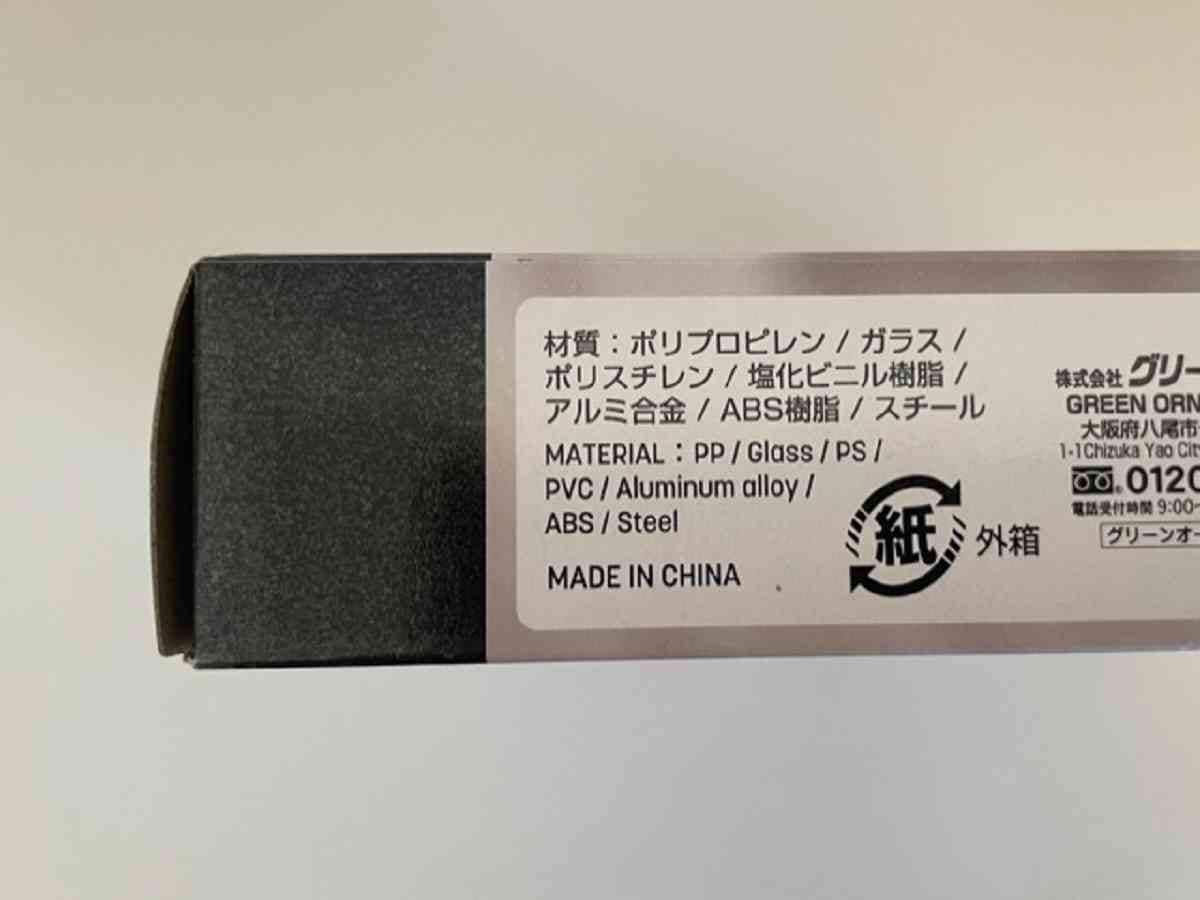 材質：ポリプロピレン / ガラス /
ポリスチレン / 塩化ビニル樹脂 /
アルミ合金 / ABS樹脂 / スチール
MATERIAL：PP / Glass / PS /
PVC / Aluminum alloy /
ABS / Steel
MADE IN CHINA
紙 外箱
株式会社 グリー
GREEN ORN
大阪府八尾市
1-1 Chizuka Yao City
0120
電話受付時間 9:00~
グリーンオー